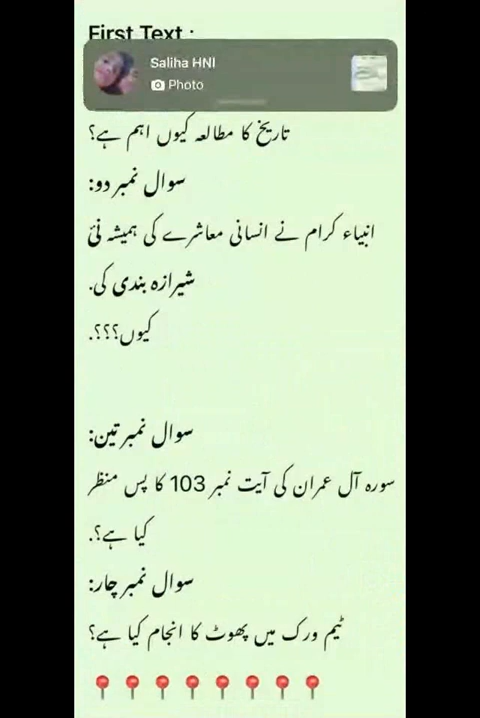 First Text :
Saliha HNI
Photo
تاریخ کا مطالعہ کیوں اہم ہے؟
سوال نمبر دو:
انبیاء کرام نے انسانی معاشرے کی ہمیشہ نئ
شیرازہ بندی کی.
کیوں؟؟؟.
سوال نمبر تین:
سورہ آل عمران کی آیت نمبر 103 کا پس منظر
کیا ہے؟.
سوال نمبر چار:
ٹیم ورک میں پھوٹ کا انجام کیا ہے؟